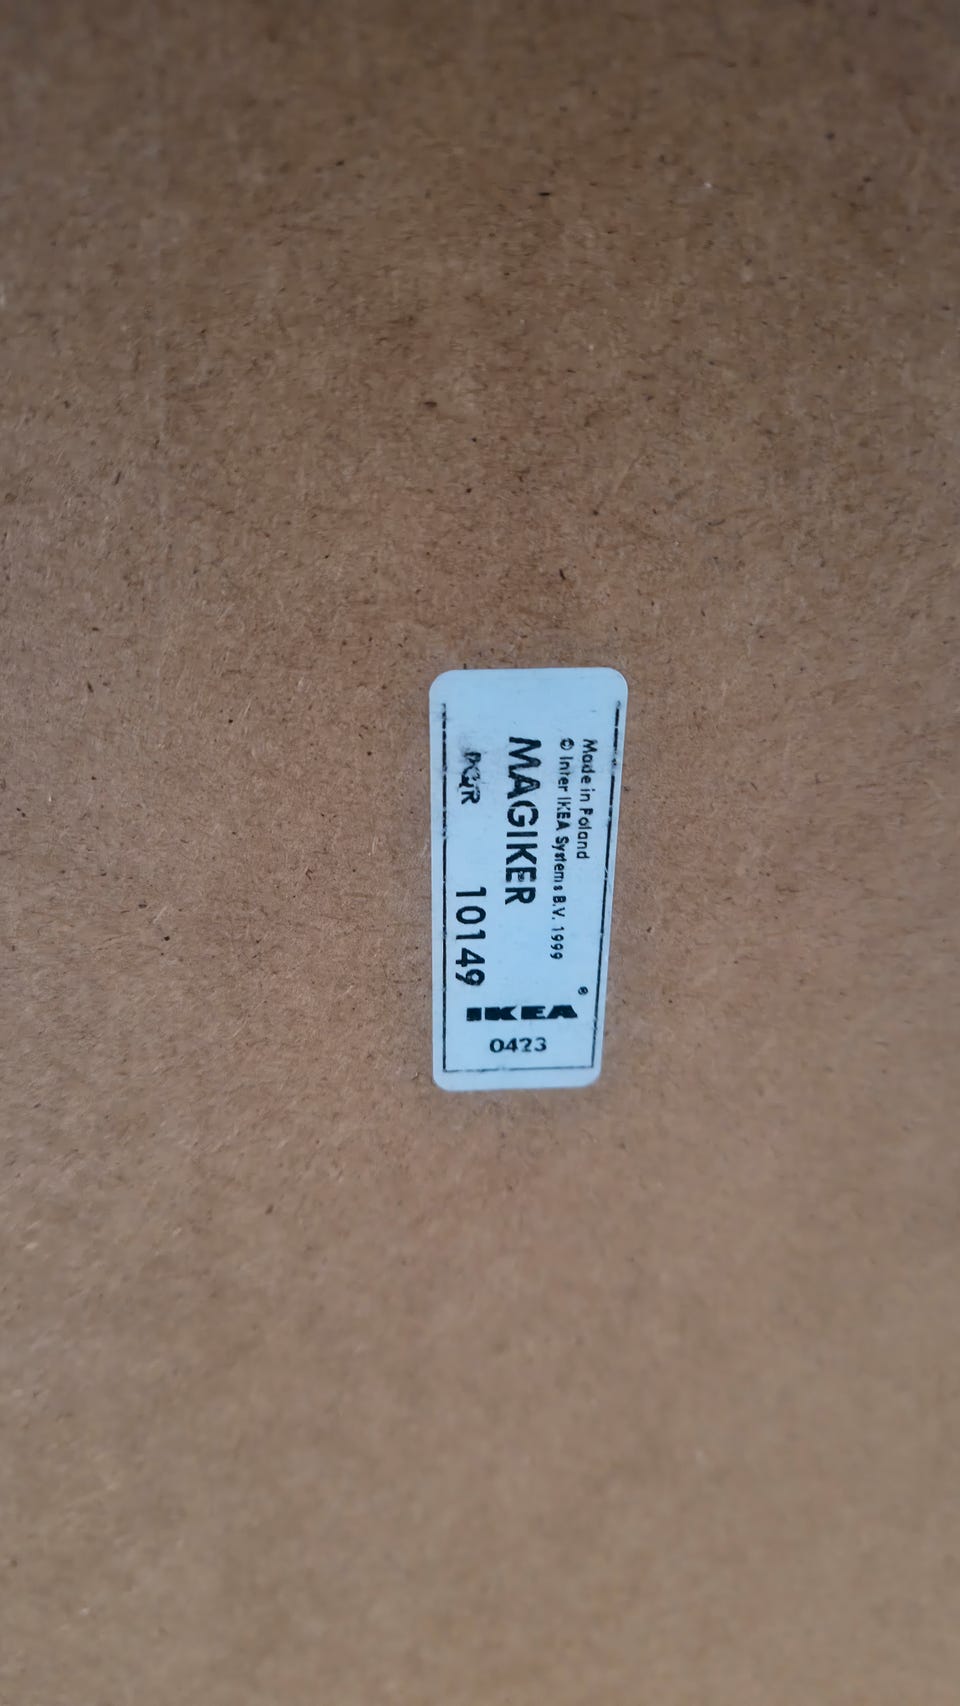 Made in Poland
© Inter IKEA Systems B.V. 1999
MAGIKER
10149
IKEA®
0423